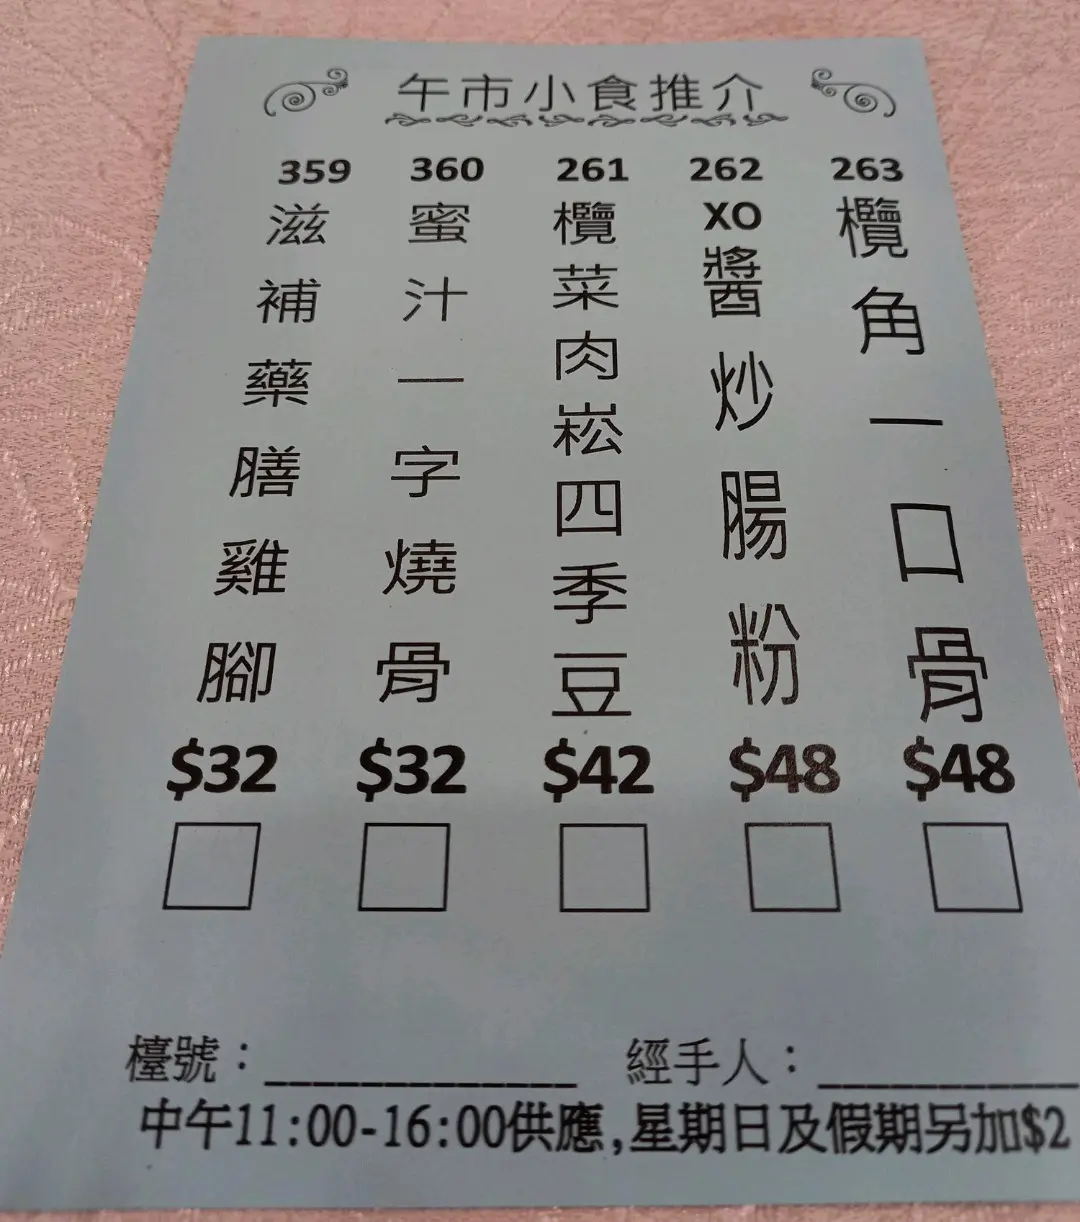 午市小食推介
263
欖角一口骨
$48
262
XO醬炒腸粉
$48
261
欖菜肉崧四季豆
$42
360
蜜汁一字燒骨
$32
359
滋補藥膳雞腳
$32
檯號：______________ 經手人：___________
中午11:00-16:00供應,星期日及假期另加$2